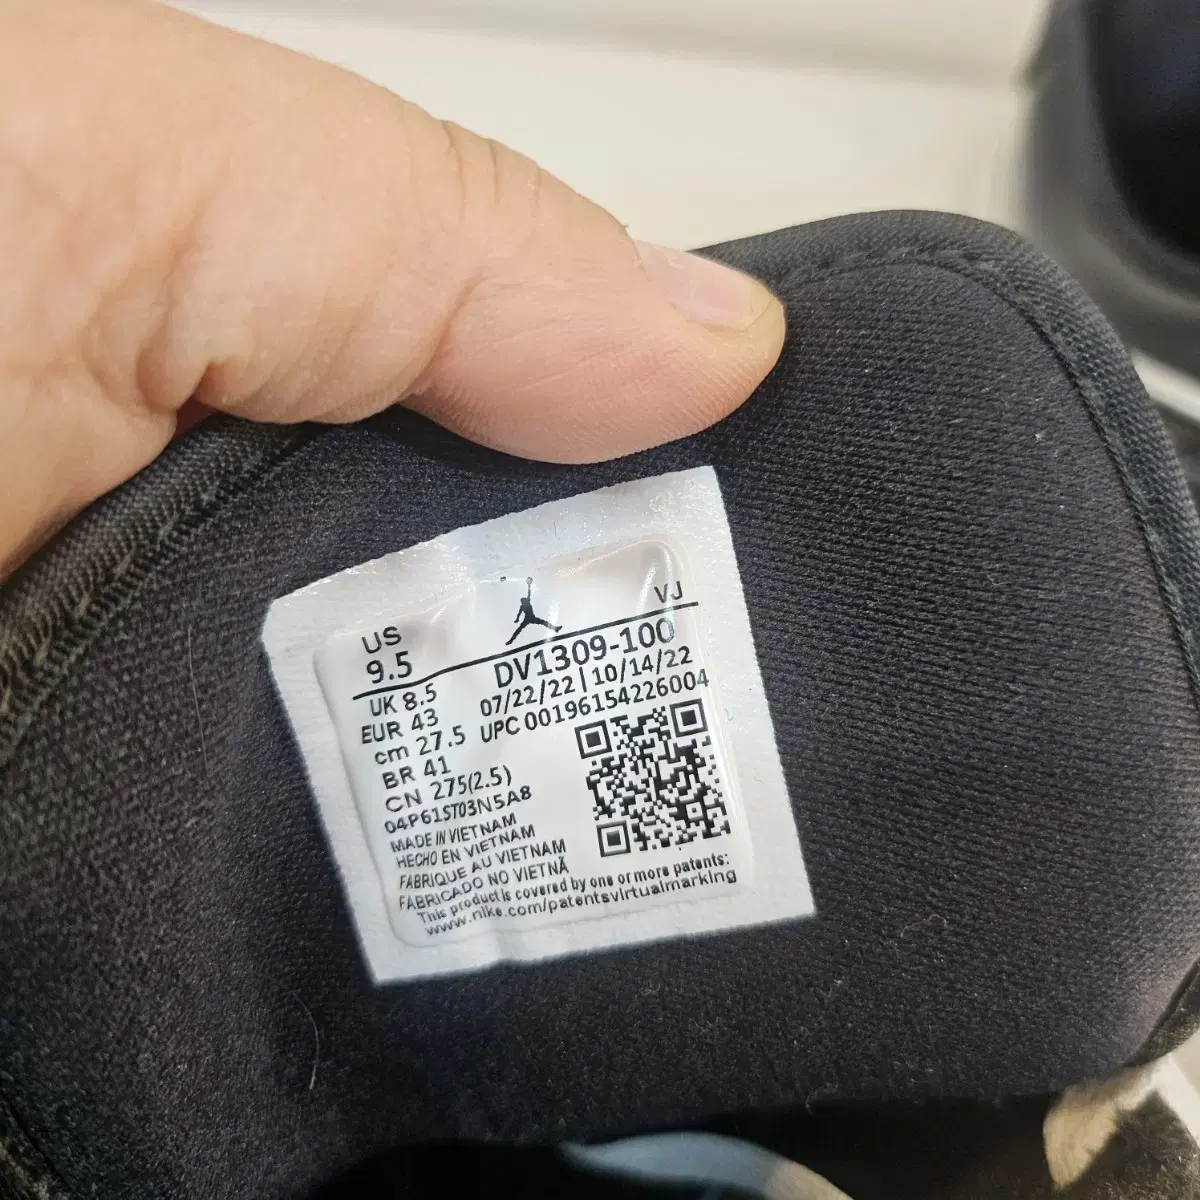 US
9.5
VJ
DV1309-100
07/22/22 | 10/14/22
UPC 00196154226004
UK 8.5
EUR 43
cm 27.5
BR 41
CN 275(2.5)
04P61ST03N5A8
MADE IN VIETNAM
HECHO EN VIETNAM
FABRIQUE AU VIETNAM
FABRICADO NO VIETNÃ
This product is covered by one or more patents:
www.nike.com/patentsvirtualmarking